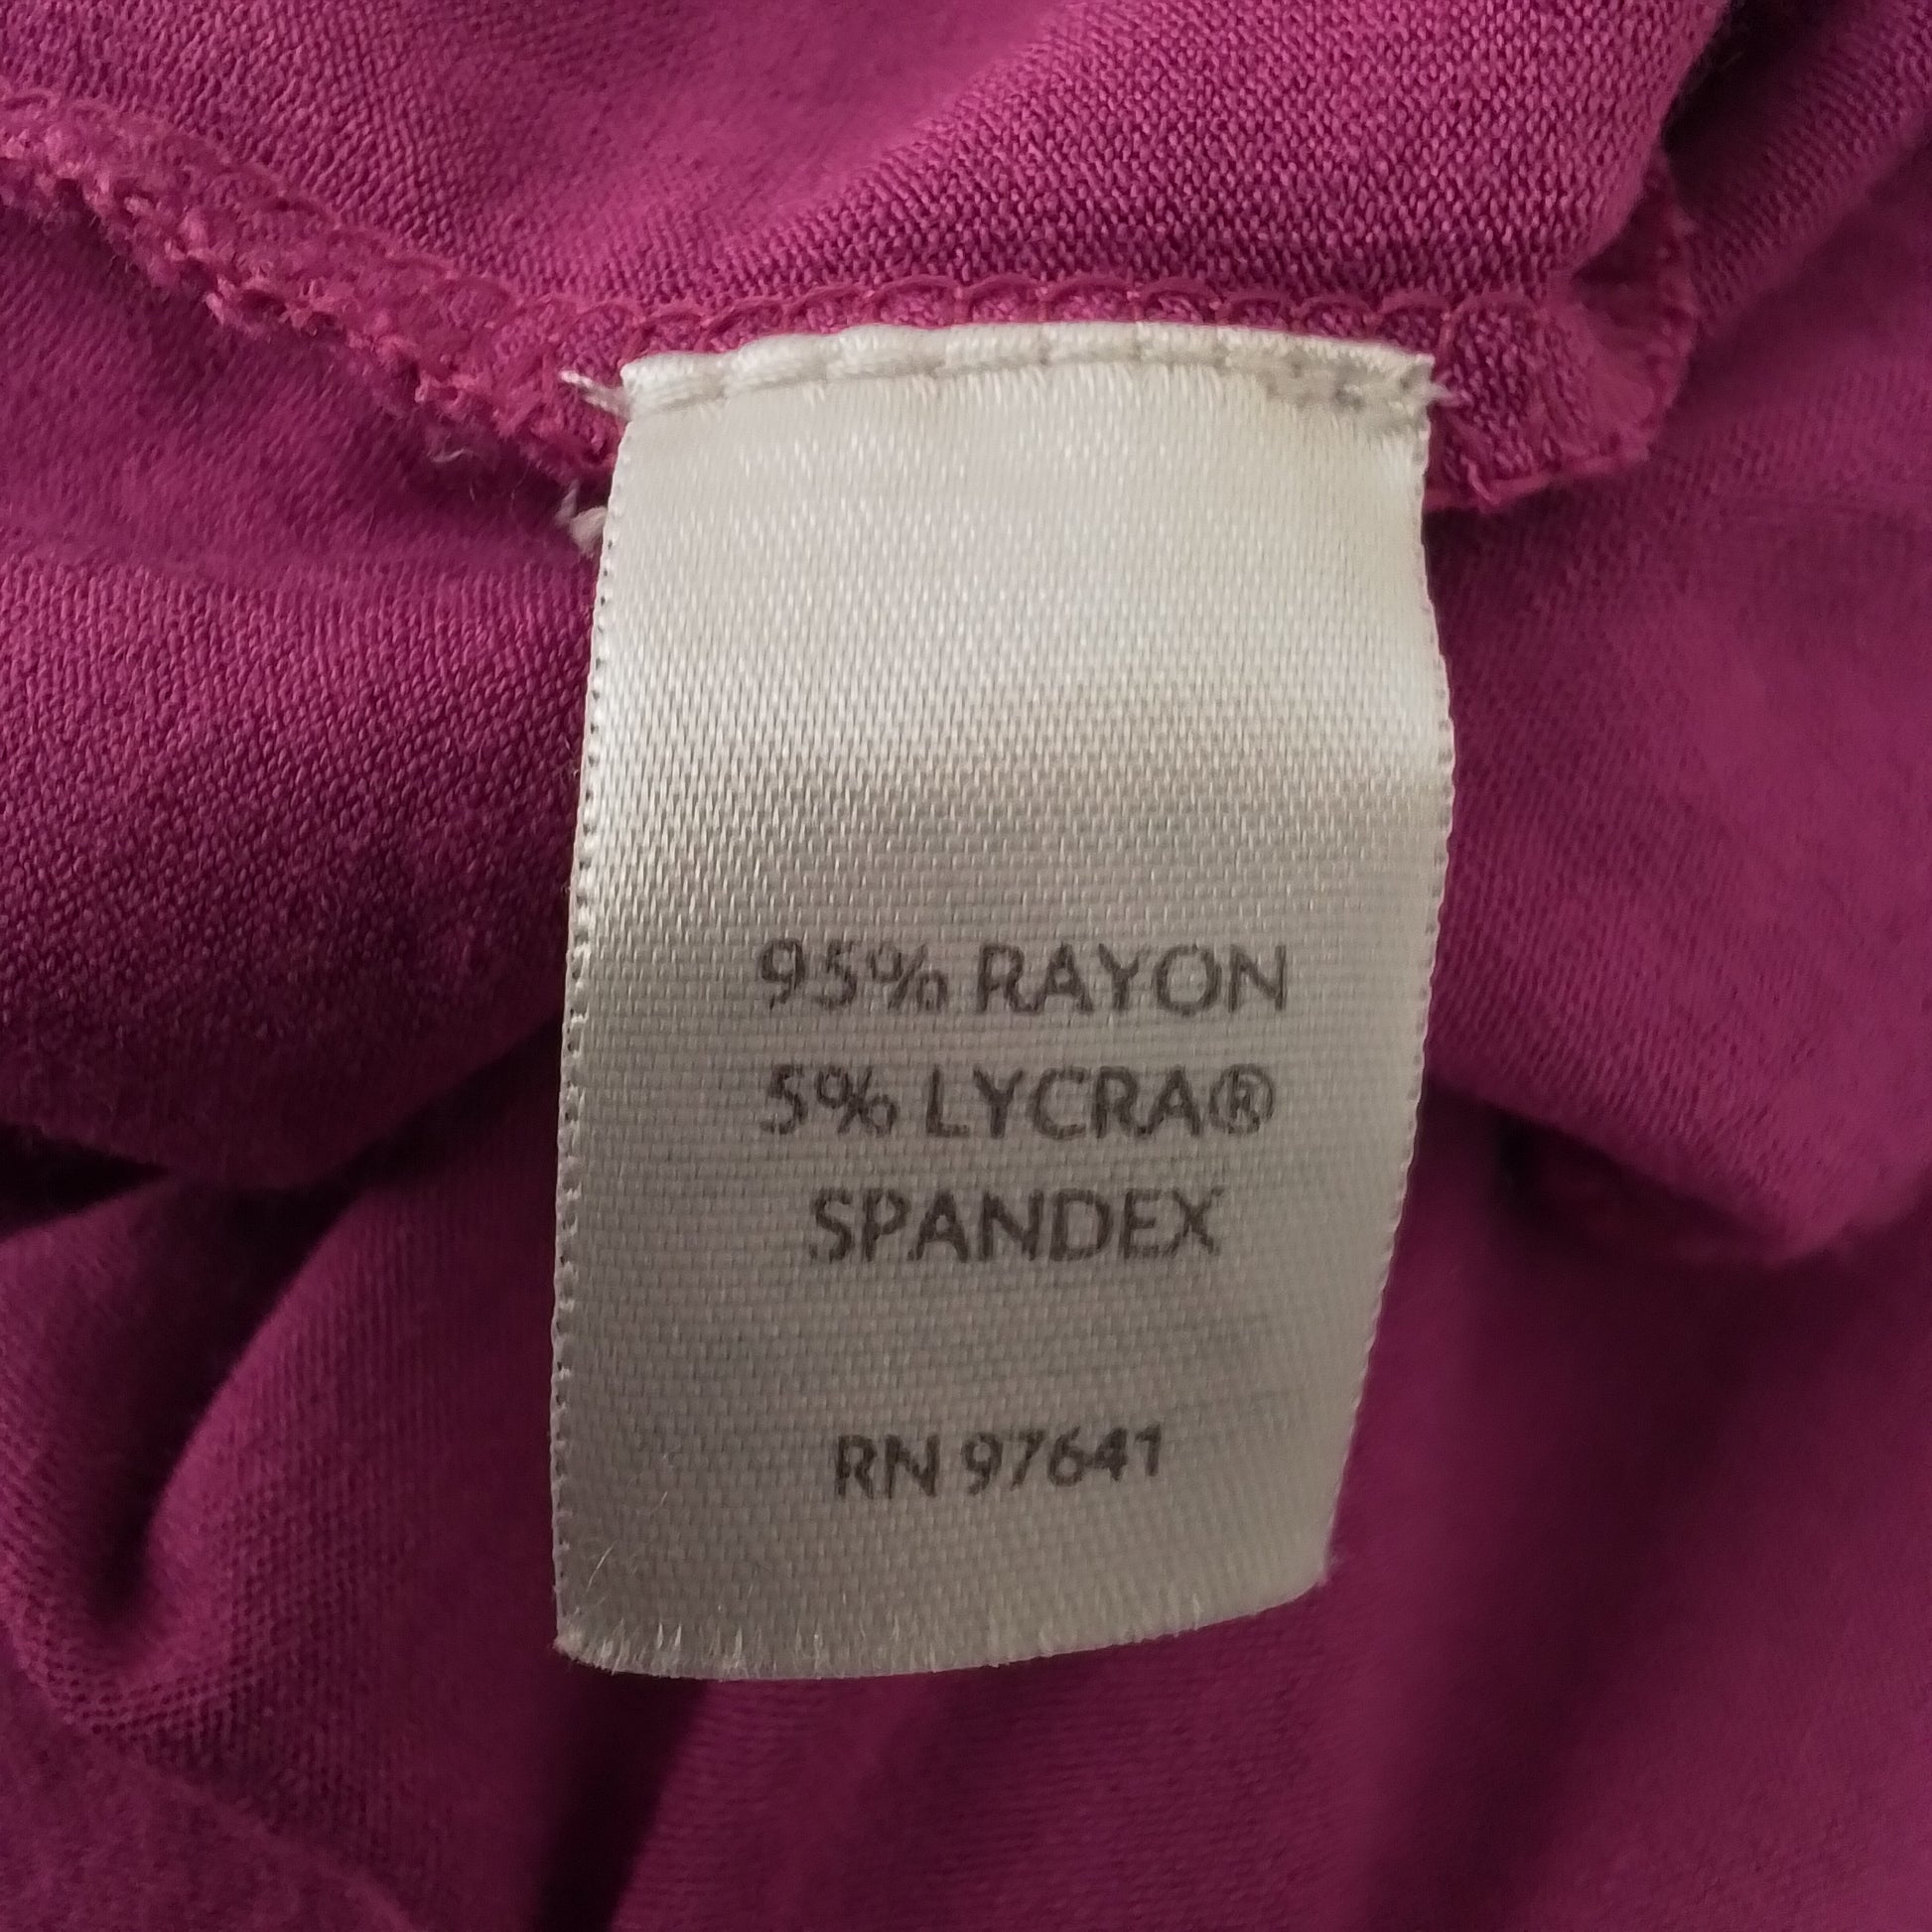 95% RAYON
5% LYCRA®
SPANDEX
RN 97641